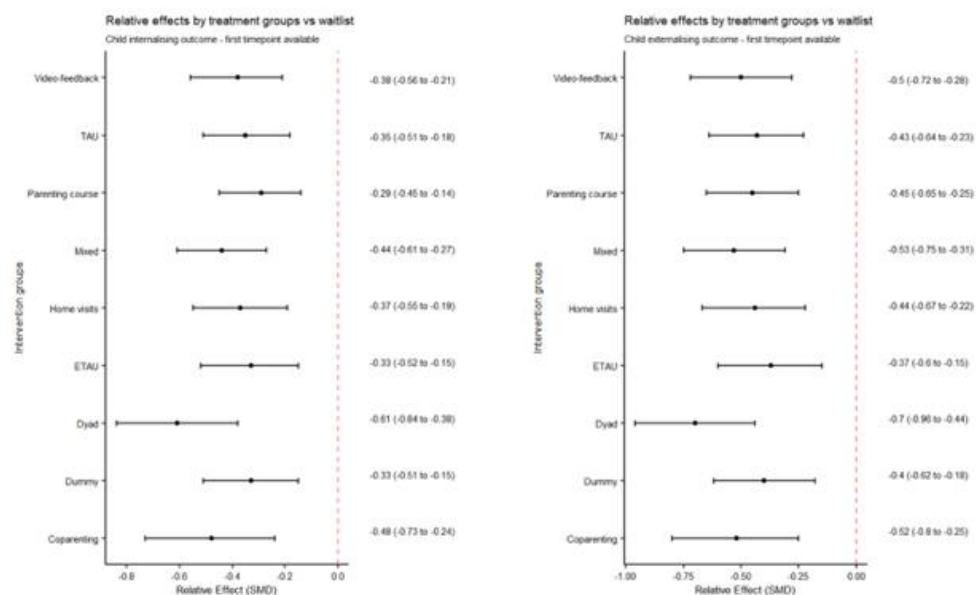 Relative effects by treatment groups vs waitlist
Child internalising outcome - first timepoint available
Intervention groups
Video-feedback -0.38 (-0.56 to -0.21)
TAU -0.35 (-0.51 to -0.18)
Parenting course -0.29 (-0.45 to -0.14)
Mixed -0.44 (-0.61 to -0.27)
Home visits -0.37 (-0.55 to -0.19)
ETAU -0.33 (-0.52 to -0.15)
Dyad -0.61 (-0.84 to -0.38)
Dummy -0.33 (-0.51 to -0.15)
Coparenting -0.48 (-0.73 to -0.24)
-0.8 -0.6 -0.4 -0.2 0.0
Relative Effect (SMD)
Relative effects by treatment groups vs waitlist
Child externalising outcome - first timepoint available
Intervention groups
Video-feedback -0.5 (-0.72 to -0.28)
TAU -0.43 (-0.64 to -0.23)
Parenting course -0.45 (-0.65 to -0.25)
Mixed -0.53 (-0.75 to -0.31)
Home visits -0.44 (-0.67 to -0.22)
ETAU -0.37 (-0.6 to -0.15)
Dyad -0.7 (-0.96 to -0.44)
Dummy -0.4 (-0.62 to -0.18)
Coparenting -0.52 (-0.8 to -0.25)
-1.00 -0.75 -0.50 -0.25 0.00
Relative Effect (SMD)